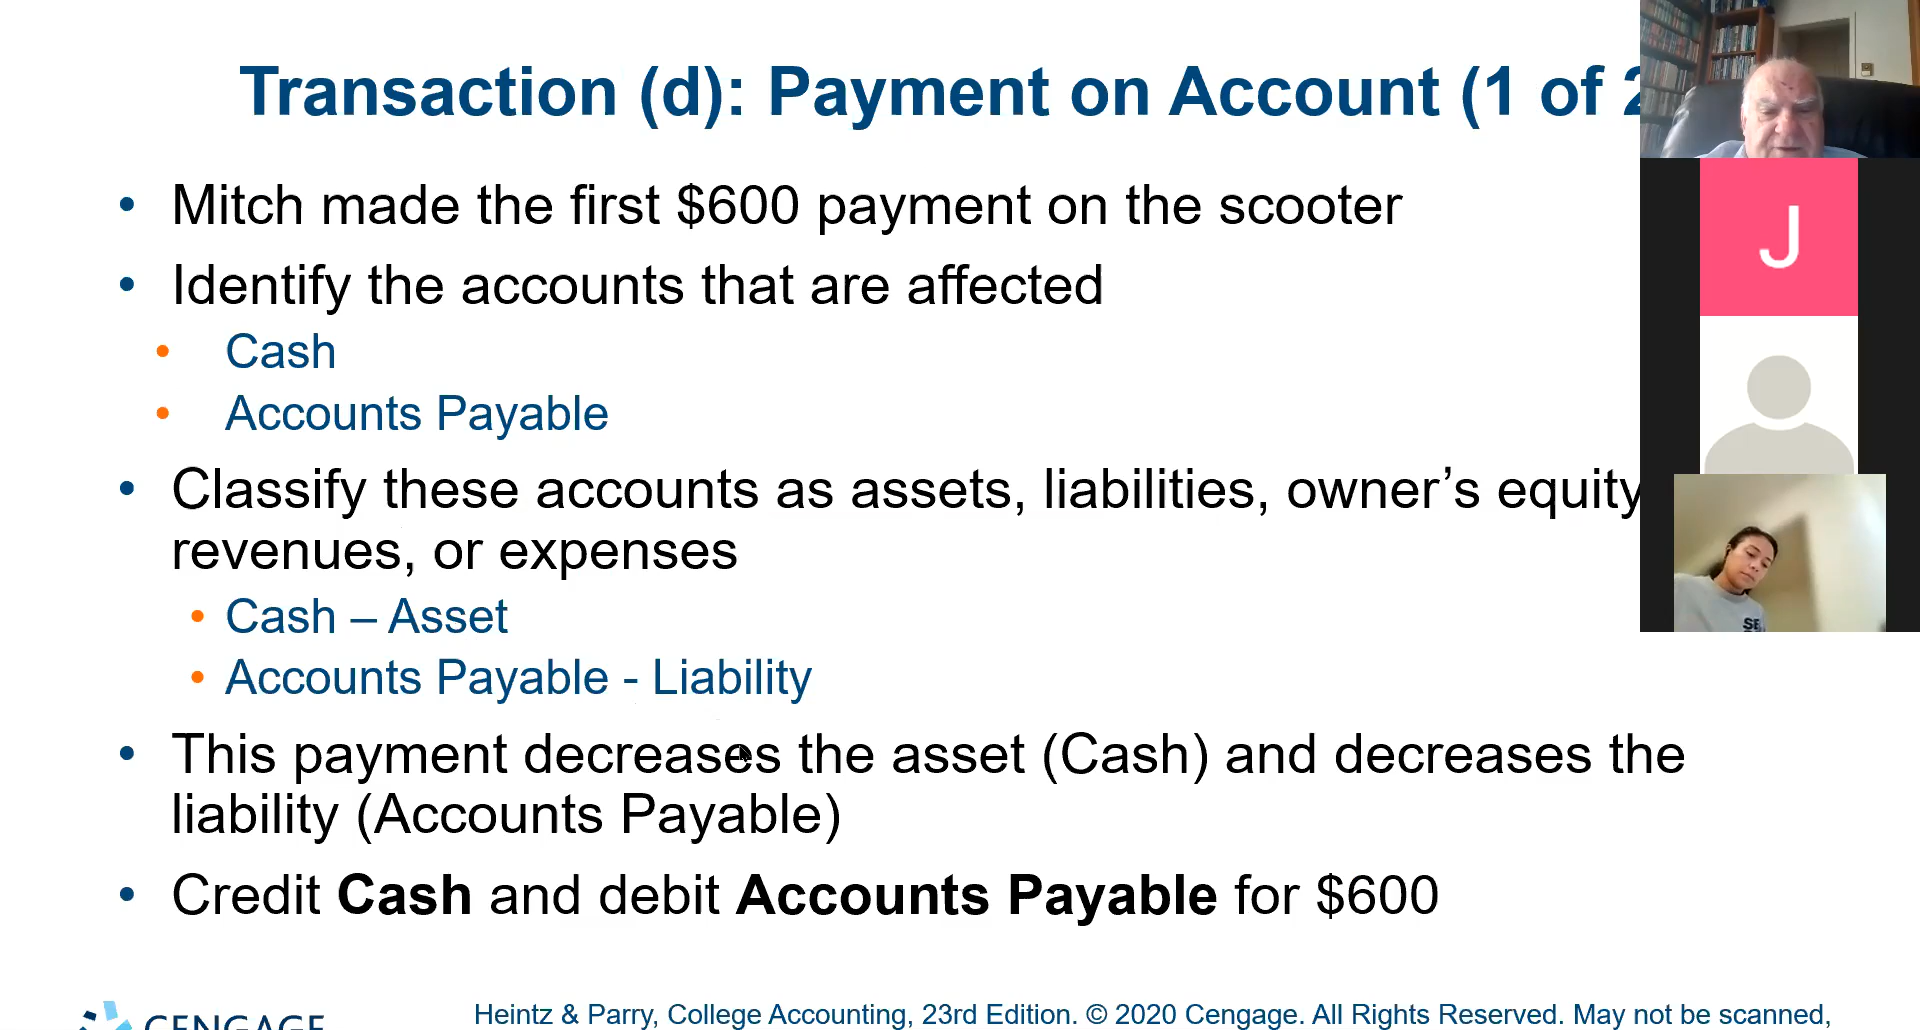 Transaction (d): Payment on Account (1 of 2
• Mitch made the first $600 payment on the scooter
• Identify the accounts that are affected
• Cash
• Accounts Payable
• Classify these accounts as assets, liabilities, owner’s equity
revenues, or expenses
• Cash – Asset
• Accounts Payable - Liability
• This payment decreases the asset (Cash) and decreases the
liability (Accounts Payable)
• Credit Cash and debit Accounts Payable for $600
CENGAGE
Heintz & Parry, College Accounting, 23rd Edition. © 2020 Cengage. All Rights Reserved. May not be scanned,
J
SE